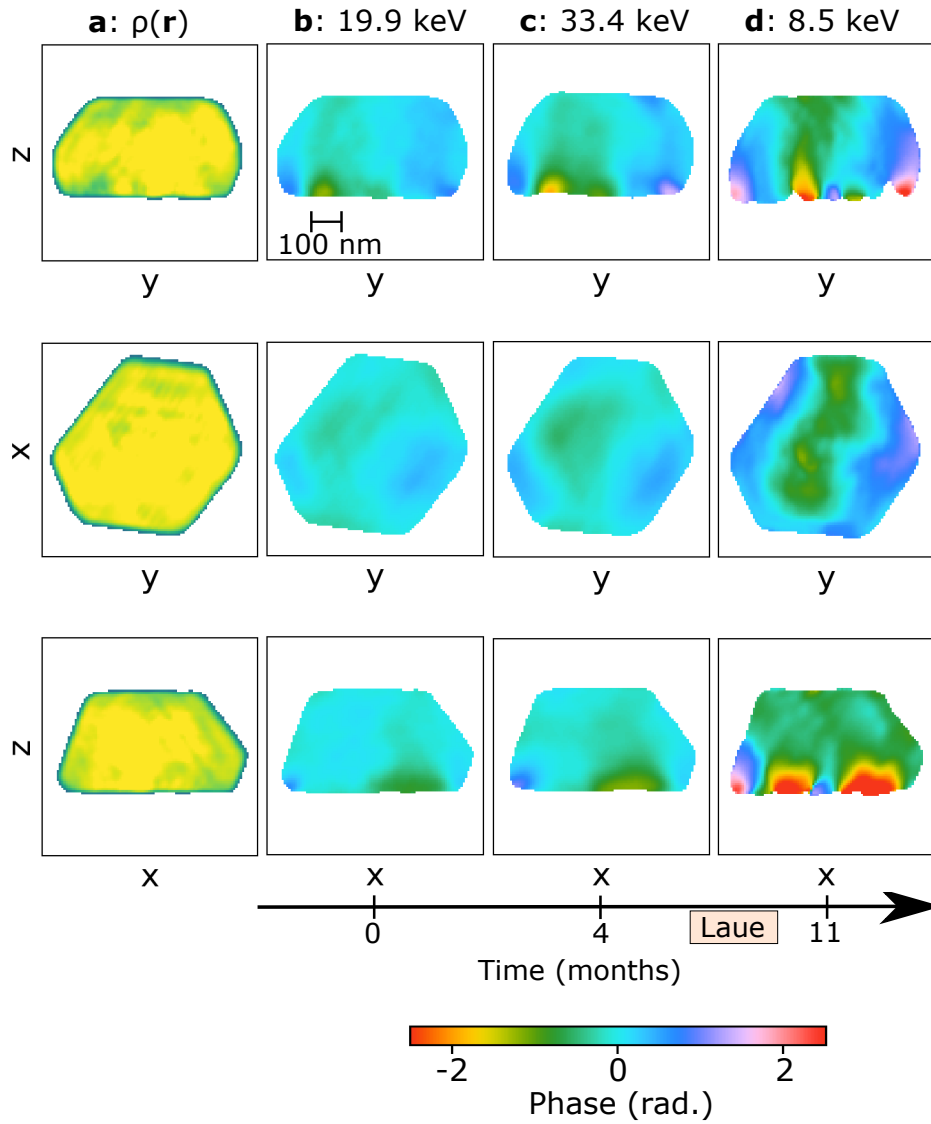 a: ρ(r) b: 19.9 keV c: 33.4 keV d: 8.5 keV
z
100 nm
y y y y
x
y y y y
z
x x x x
0 4 Laue 11
Time (months)
-2 0 2
Phase (rad.)